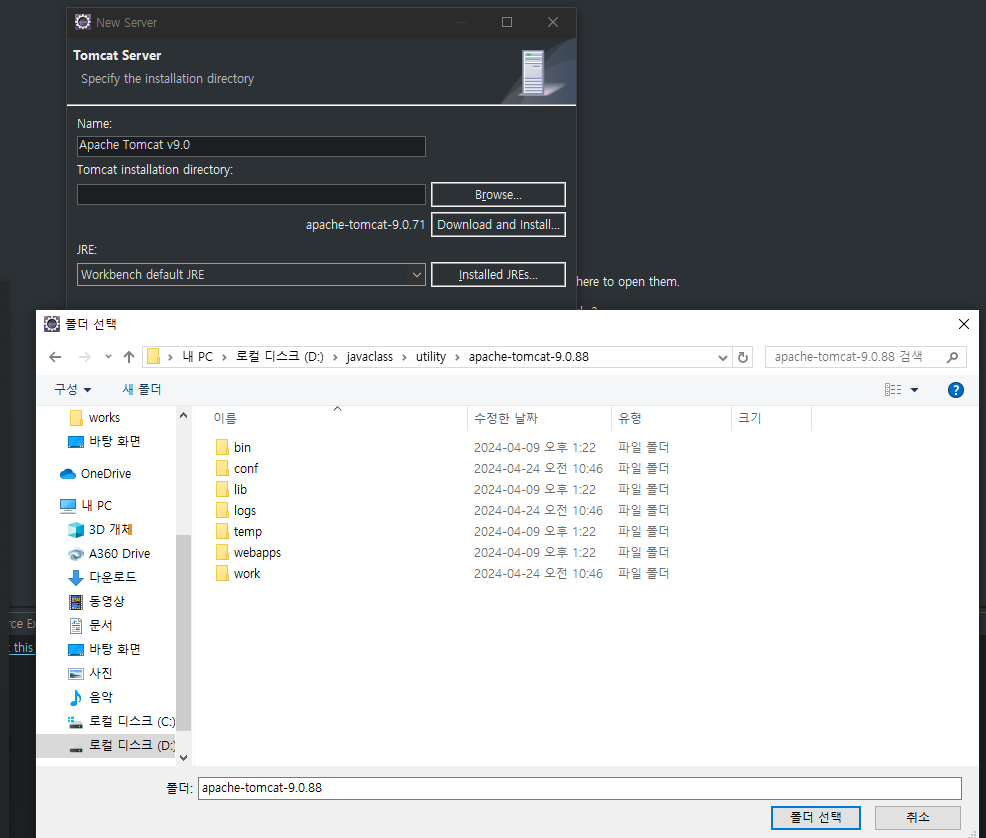 New Server
Tomcat Server
Specify the installation directory
Name:
Apache Tomcat v9.0
Tomcat installation directory:
Browse...
apache-tomcat-9.0.71 Download and Install...
JRE:
Workbench default JRE Installed JREs...
here to open them.
폴더 선택
내 PC 로컬 디스크 (D:) javaclass utility apache-tomcat-9.0.88 apache-tomcat-9.0.88 검색
구성 새 폴더
works
바탕 화면
OneDrive
내 PC
3D 개체
A360 Drive
다운로드
동영상
문서
바탕 화면
사진
음악
로컬 디스크 (C:)
로컬 디스크 (D:)
이름 수정한 날짜 유형 크기
bin 2024-04-09 오후 1:22 파일 폴더
conf 2024-04-24 오전 10:46 파일 폴더
lib 2024-04-09 오후 1:22 파일 폴더
logs 2024-04-24 오전 10:46 파일 폴더
temp 2024-04-09 오후 1:22 파일 폴더
webapps 2024-04-09 오후 1:22 파일 폴더
work 2024-04-24 오전 10:46 파일 폴더
rce Ex
this
폴더: apache-tomcat-9.0.88
폴더 선택 취소